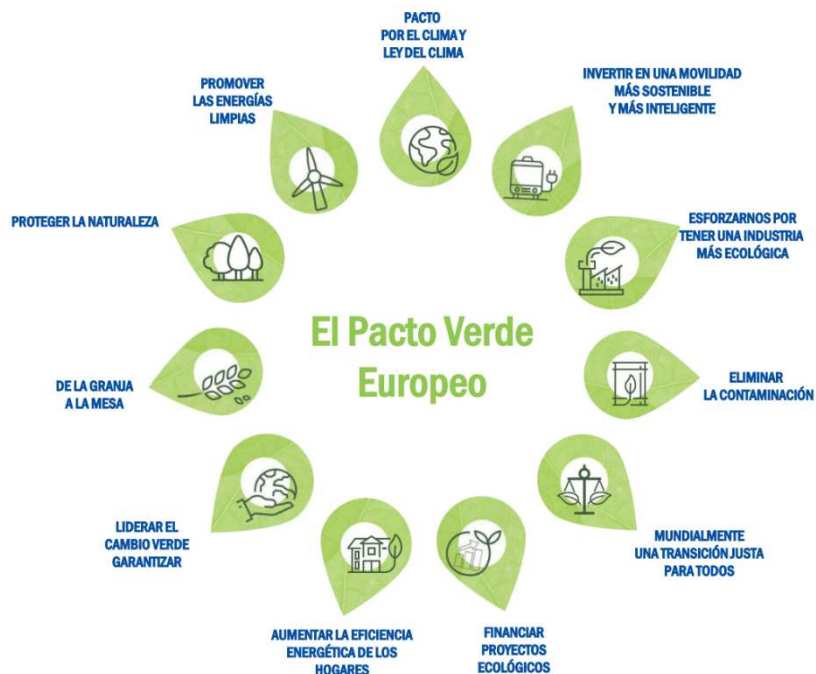 PACTO
POR EL CLIMA Y
LEY DEL CLIMA
INVERTIR EN UNA MOVILIDAD
MÁS SOSTENIBLE
Y MÁS INTELIGENTE
ESFORZARNOS POR
TENER UNA INDUSTRIA
MÁS ECOLÓGICA
ELIMINAR
LA CONTAMINACIÓN
MUNDIALMENTE
UNA TRANSICIÓN JUSTA
PARA TODOS
FINANCIAR
PROYECTOS
ECOLÓGICOS
AUMENTAR LA EFICIENCIA
ENERGÉTICA DE LOS
HOGARES
LIDERAR EL
CAMBIO VERDE
GARANTIZAR
DE LA GRANJA
A LA MESA
PROTEGER LA NATURALEZA
PROMOVER
LAS ENERGÍAS
LIMPIAS
El Pacto Verde
Europeo